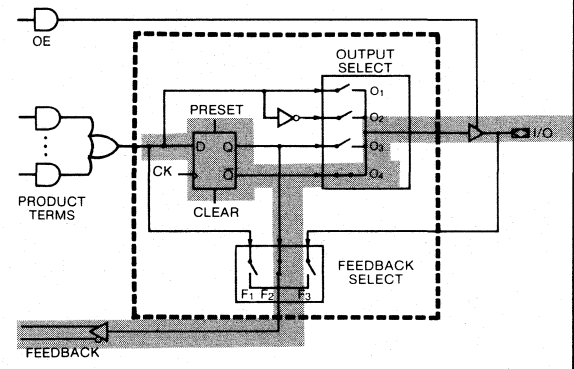 OE
OUTPUT
SELECT
O1
PRESET
O2
I/O
D Q
O3
CK
Q̅
O4
PRODUCT
TERMS
CLEAR
FEEDBACK
SELECT
F1 F2 F3
FEEDBACK